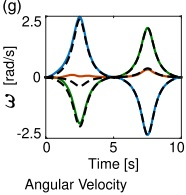 (g)
2.5
ω [rad/s]
0
-2.5
0 5 10
Time [s]
Angular Velocity